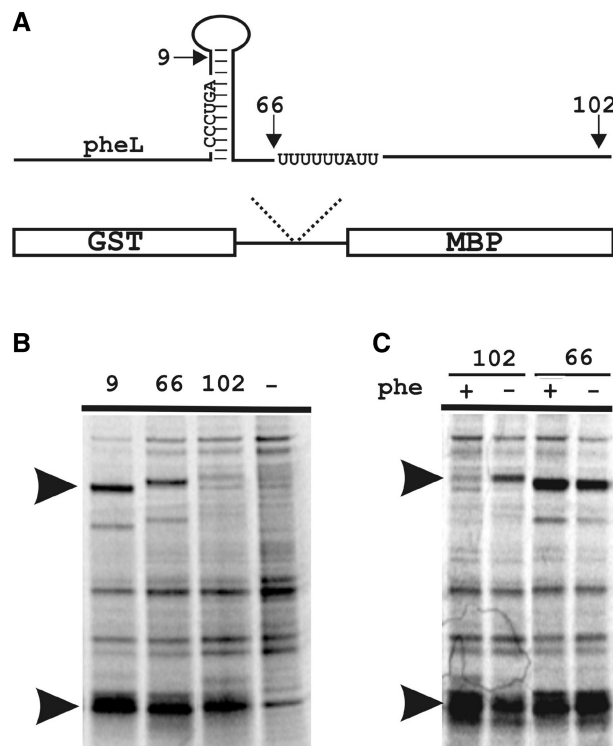 A
9
CCCUGA
66
102
pheL
UUUUUUAUU
GST
MBP
B
9 66 102 -
C
102 66
phe + - + -